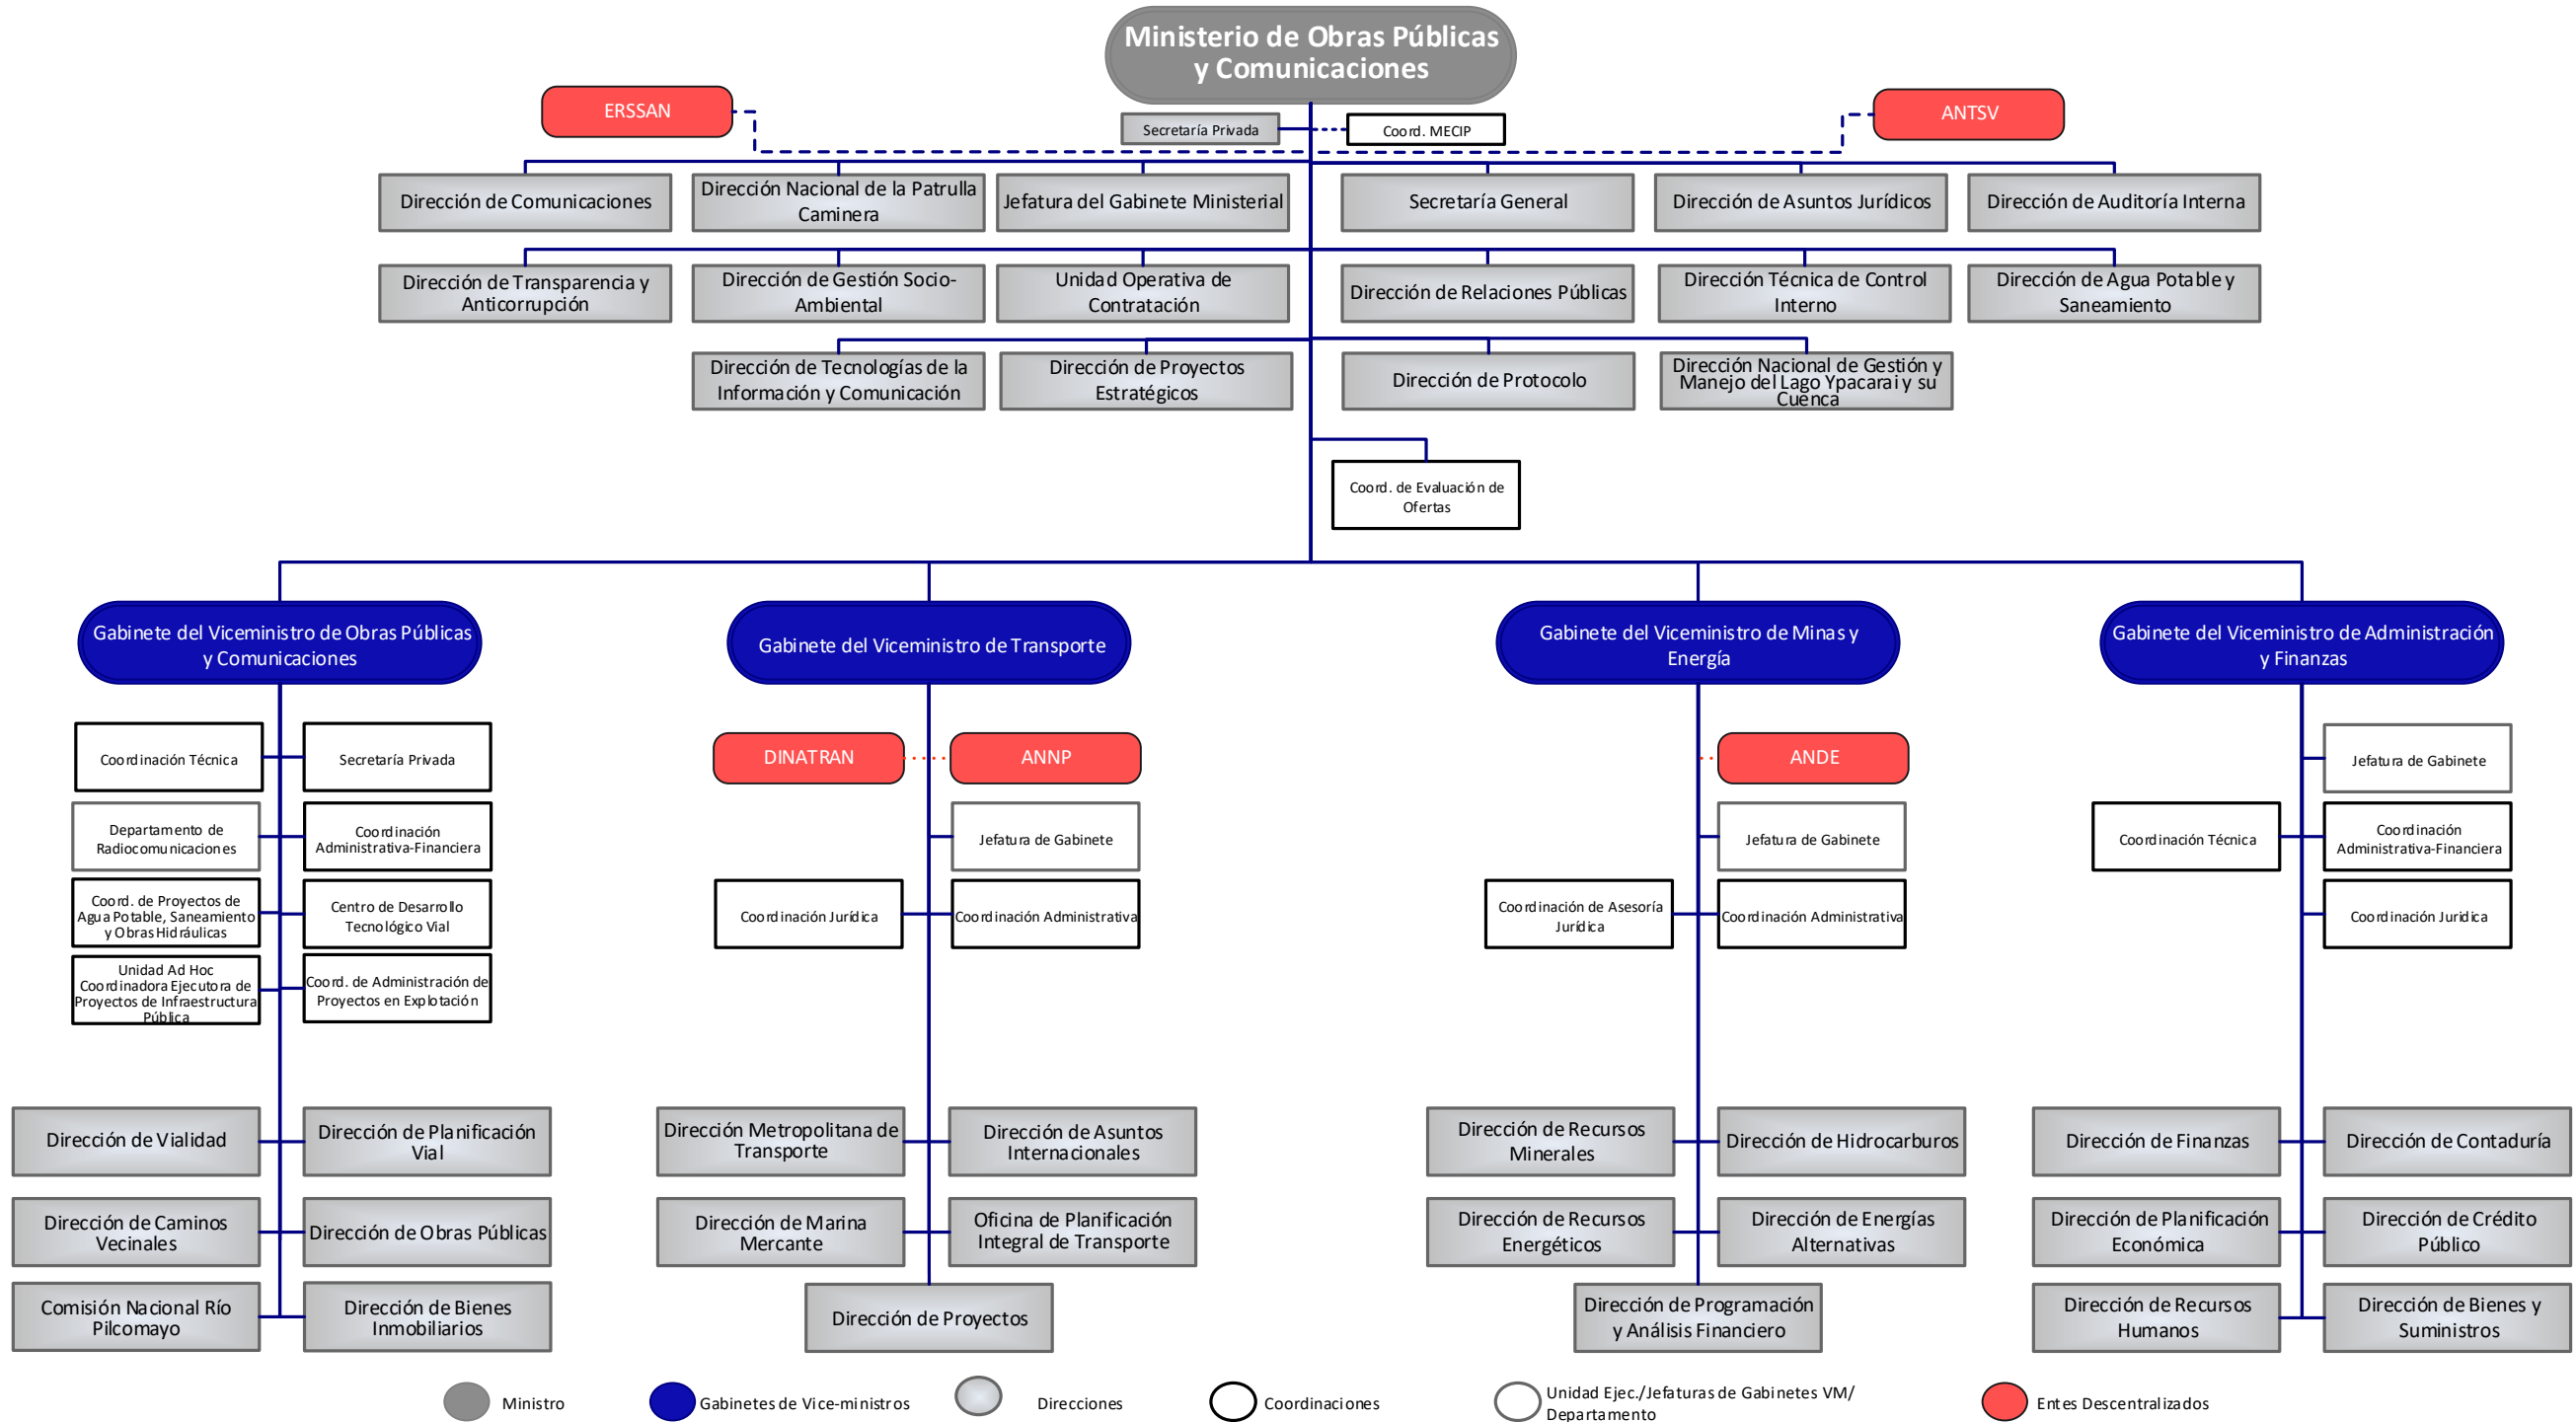 Ministerio de Obras Públicas
y Comunicaciones
ERSSAN
ANTSV
Secretaría Privada
Coord. MECIP
Dirección de Comunicaciones
Dirección Nacional de la Patrulla
Caminera
Jefatura del Gabinete Ministerial
Secretaría General
Dirección de Asuntos Jurídicos
Dirección de Auditoría Interna
Dirección de Transparencia y
Anticorrupción
Dirección de Gestión Socio-
Ambiental
Unidad Operativa de
Contratación
Dirección de Relaciones Públicas
Dirección Técnica de Control
Interno
Dirección de Agua Potable y
Saneamiento
Dirección de Tecnologías de la
Información y Comunicación
Dirección de Proyectos
Estratégicos
Dirección de Protocolo
Dirección Nacional de Gestión y
Manejo del Lago Ypacarai y su
Cuenca
Coord. de Evaluación de
Ofertas
Gabinete del Viceministro de Obras Públicas
y Comunicaciones
Gabinete del Viceministro de Transporte
Gabinete del Viceministro de Minas y
Energía
Gabinete del Viceministro de Administración
y Finanzas
Coordinación Técnica
Secretaría Privada
Departamento de
Radiocomunicaciones
Coordinación
Administrativa-Financiera
Coord. de Proyectos de
Agua Potable, Saneamiento
y Obras Hidráulicas
Centro de Desarrollo
Tecnológico Vial
Unidad Ad Hoc
Coordinadora Ejecutora de
Proyectos de Infraestructura
Pública
Coord. de Administración de
Proyectos en Explotación
DINATRAN
ANNP
Jefatura de Gabinete
Coordinación Jurídica
Coordinación Administrativa
ANDE
Jefatura de Gabinete
Coordinación de Asesoría
Jurídica
Coordinación Administrativa
Jefatura de Gabinete
Coordinación Técnica
Coordinación
Administrativa-Financiera
Coordinación Juridica
Dirección de Vialidad
Dirección de Planificación
Vial
Dirección de Caminos
Vecinales
Dirección de Obras Públicas
Comisión Nacional Río
Pilcomayo
Dirección de Bienes
Inmobiliarios
Dirección Metropolitana de
Transporte
Dirección de Asuntos
Internacionales
Dirección de Marina
Mercante
Oficina de Planificación
Integral de Transporte
Dirección de Proyectos
Dirección de Recursos
Minerales
Dirección de Hidrocarburos
Dirección de Recursos
Energéticos
Dirección de Energías
Alternativas
Dirección de Programación
y Análisis Financiero
Dirección de Finanzas
Dirección de Contaduría
Dirección de Planificación
Económica
Dirección de Crédito
Público
Dirección de Recursos
Humanos
Dirección de Bienes y
Suministros
Ministro
Gabinetes de Vice-ministros
Direcciones
Coordinaciones
Unidad Ejec./Jefaturas de Gabinetes VM/
Departamento
Entes Descentralizados